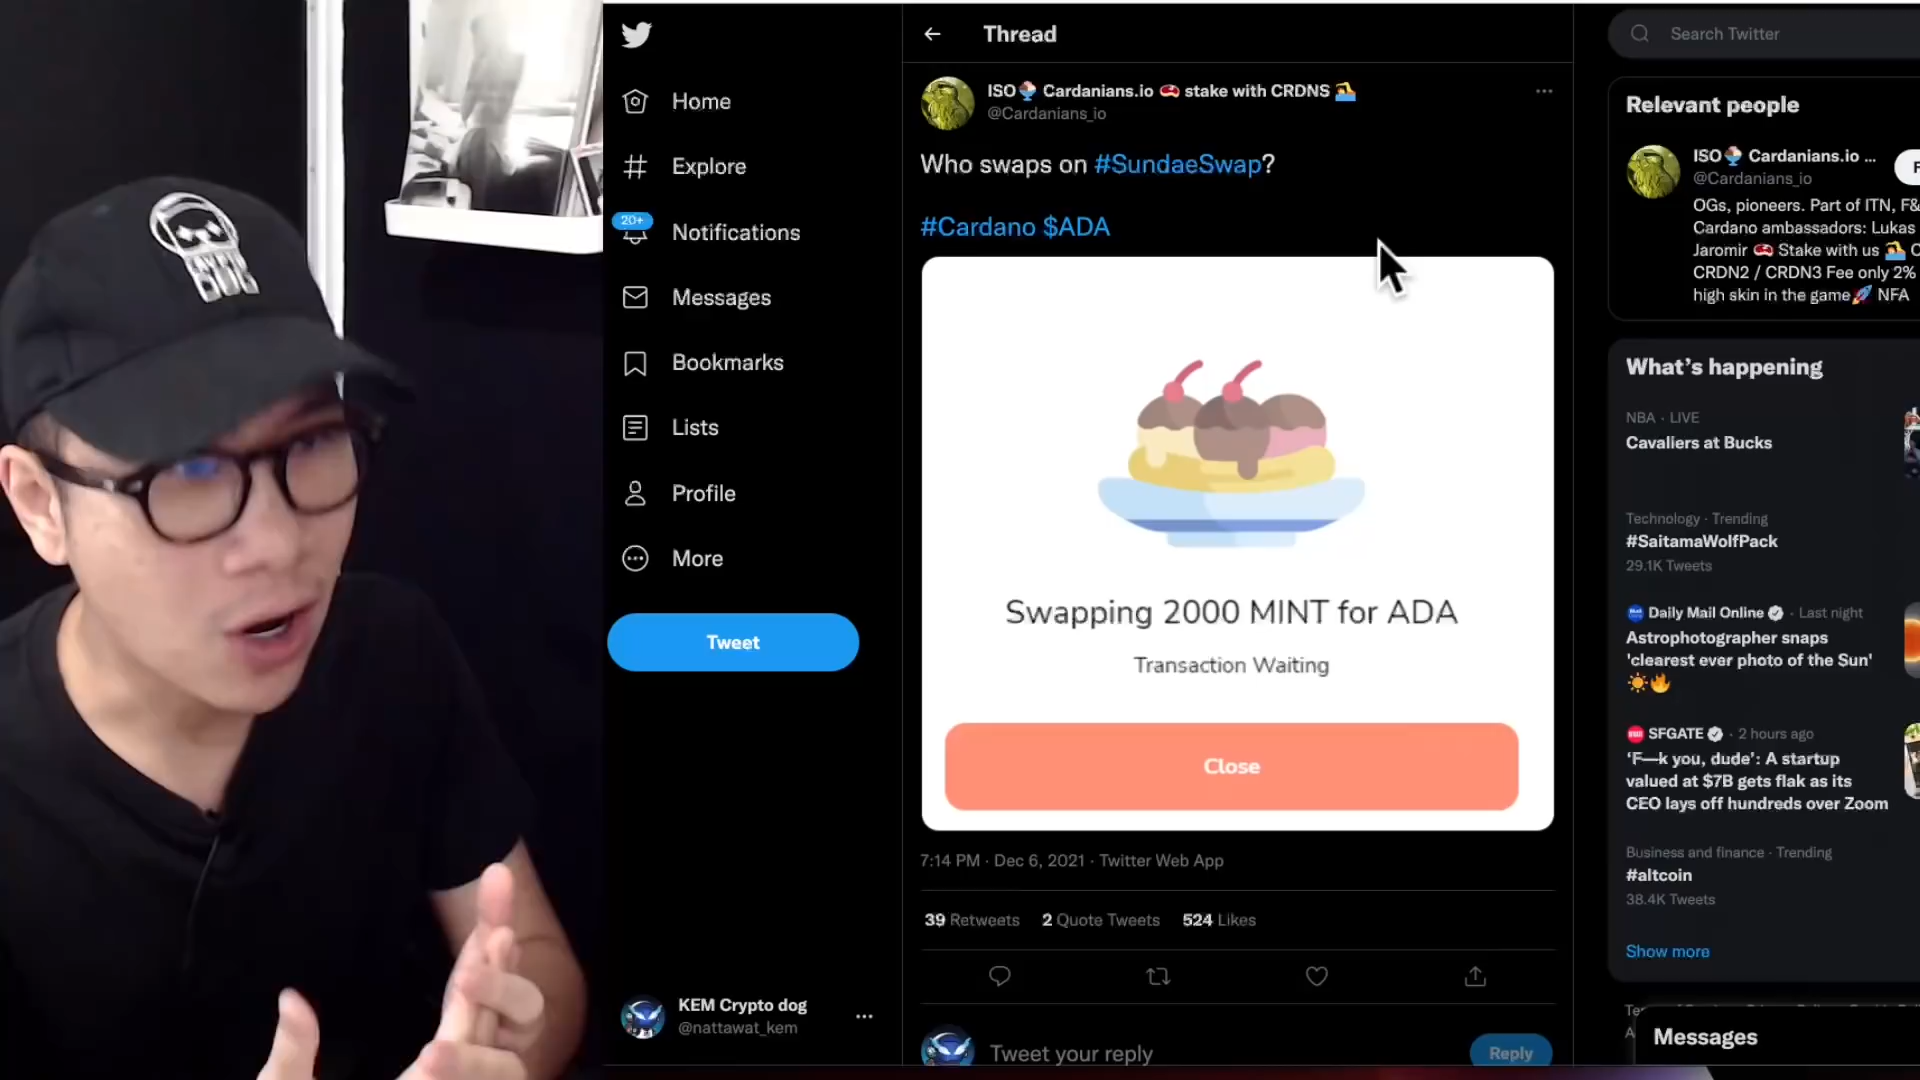 Home
Explore
20+
Notifications
Messages
Bookmarks
Lists
Profile
More
Tweet
KEM Crypto dog
@nattawat_kem
Thread
ISO Cardanians.io stake with CRDNS
@Cardanians_io
Who swaps on #SundaeSwap?
#Cardano $ADA
Swapping 2000 MINT for ADA
Transaction Waiting
Close
7:14 PM · Dec 6, 2021 · Twitter Web App
39 Retweets 2 Quote Tweets 524 Likes
Tweet your reply
Reply
Search Twitter
Relevant people
ISO Cardanians.io ...
@Cardanians_io
OGs, pioneers. Part of ITN, F&
Cardano ambassadors: Lukas
Jaromir Stake with us
CRDN2 / CRDN3 Fee only 2%
high skin in the game NFA
What's happening
NBA · LIVE
Cavaliers at Bucks
Technology · Trending
#SaitamaWolfPack
29.1K Tweets
Daily Mail Online · Last night
Astrophotographer snaps
'clearest ever photo of the Sun'
SFGATE · 2 hours ago
'F—k you, dude': A startup
valued at $7B gets flak as its
CEO lays off hundreds over Zoom
Business and finance · Trending
#altcoin
38.4K Tweets
Show more
Messages